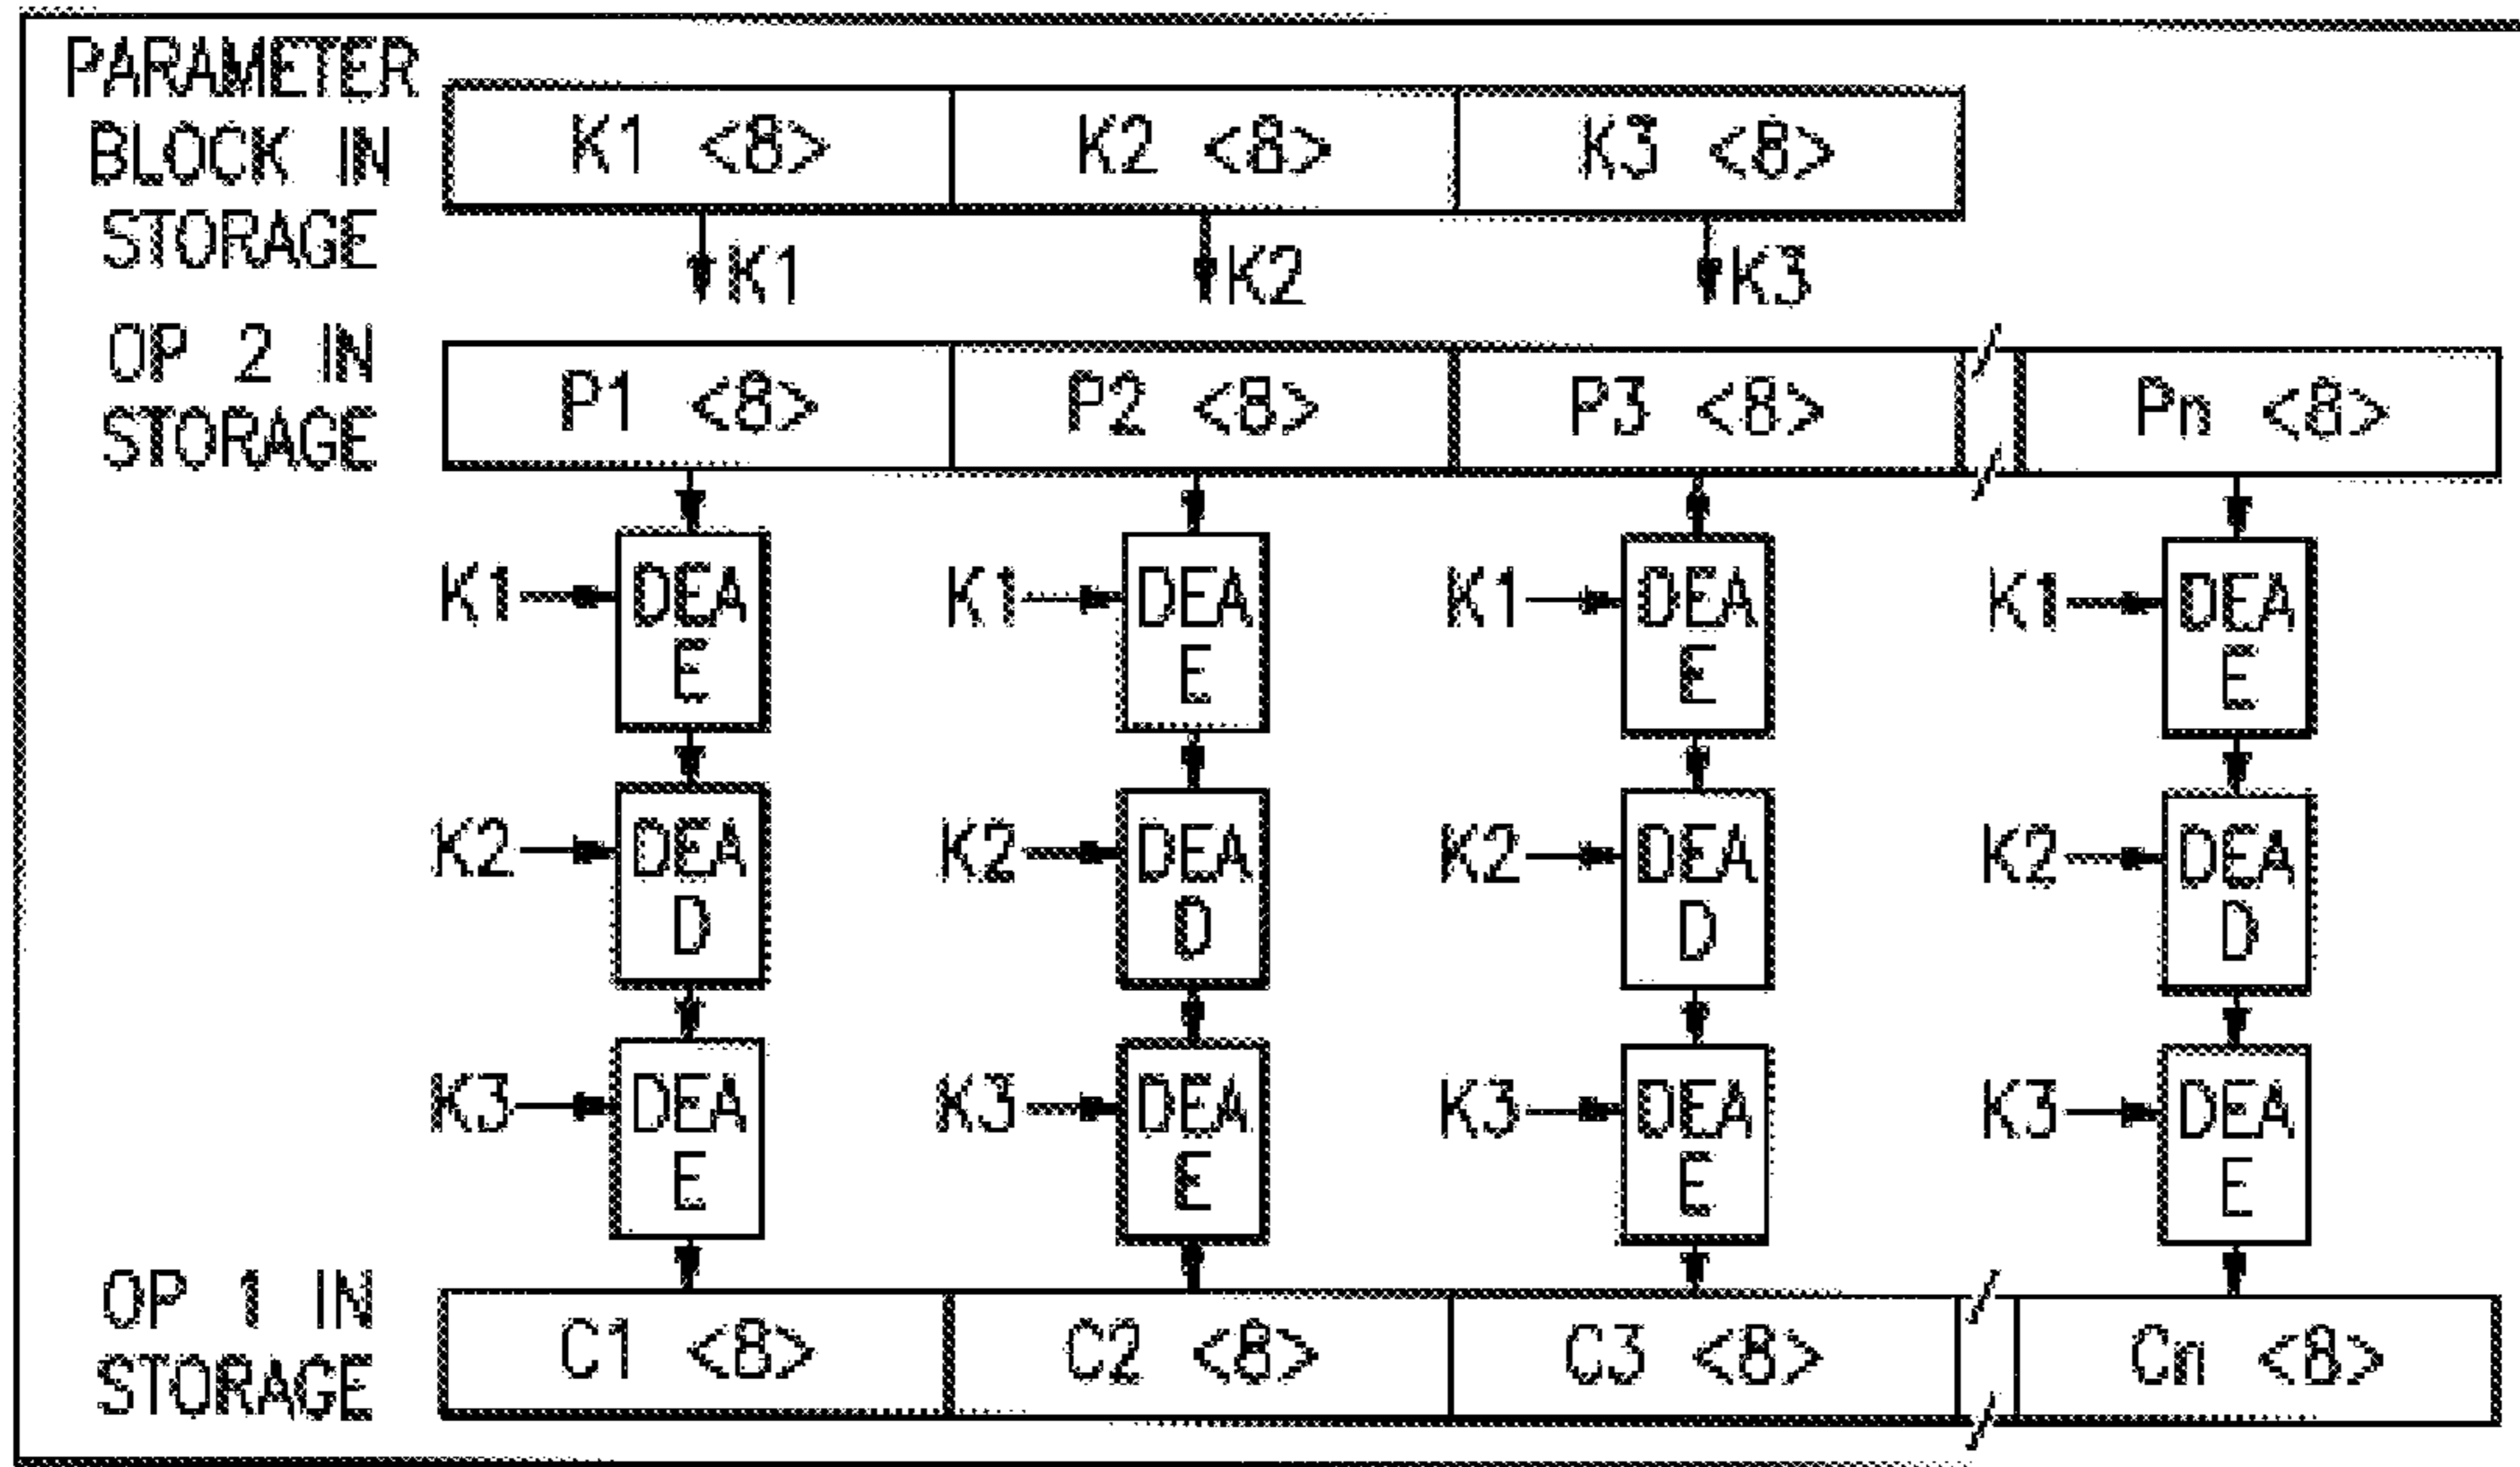 PARAMETER
BLOCK IN
STORAGE
K1 <8> K2 <8> K3 <8>
K1 K2 K3
OP 2 IN
STORAGE
P1 <8> P2 <8> P3 <8> Pn <8>
K1 DEA K1 DEA K1 DEA K1 DEA
E E E E
K2 DEA K2 DEA K2 DEA K2 DEA
D D D D
K3 DEA K3 DEA K3 DEA K3 DEA
E E E E
OP 1 IN
STORAGE
C1 <8> C2 <8> C3 <8> Cn <8>